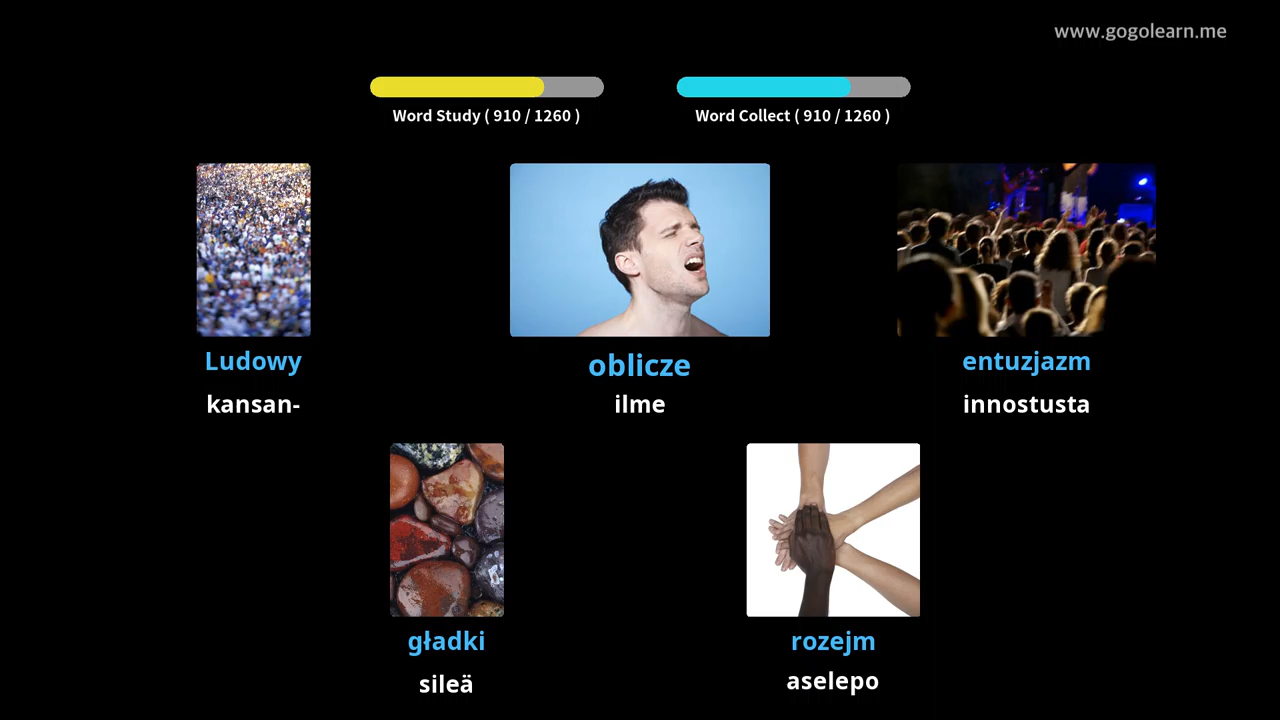 www.gogolearn.me
Word Study ( 910 / 1260 )
Word Collect ( 910 / 1260 )
Ludowy
kansan-
oblicze
ilme
entuzjazm
innostusta
gładki
sileä
rozejm
aselepo